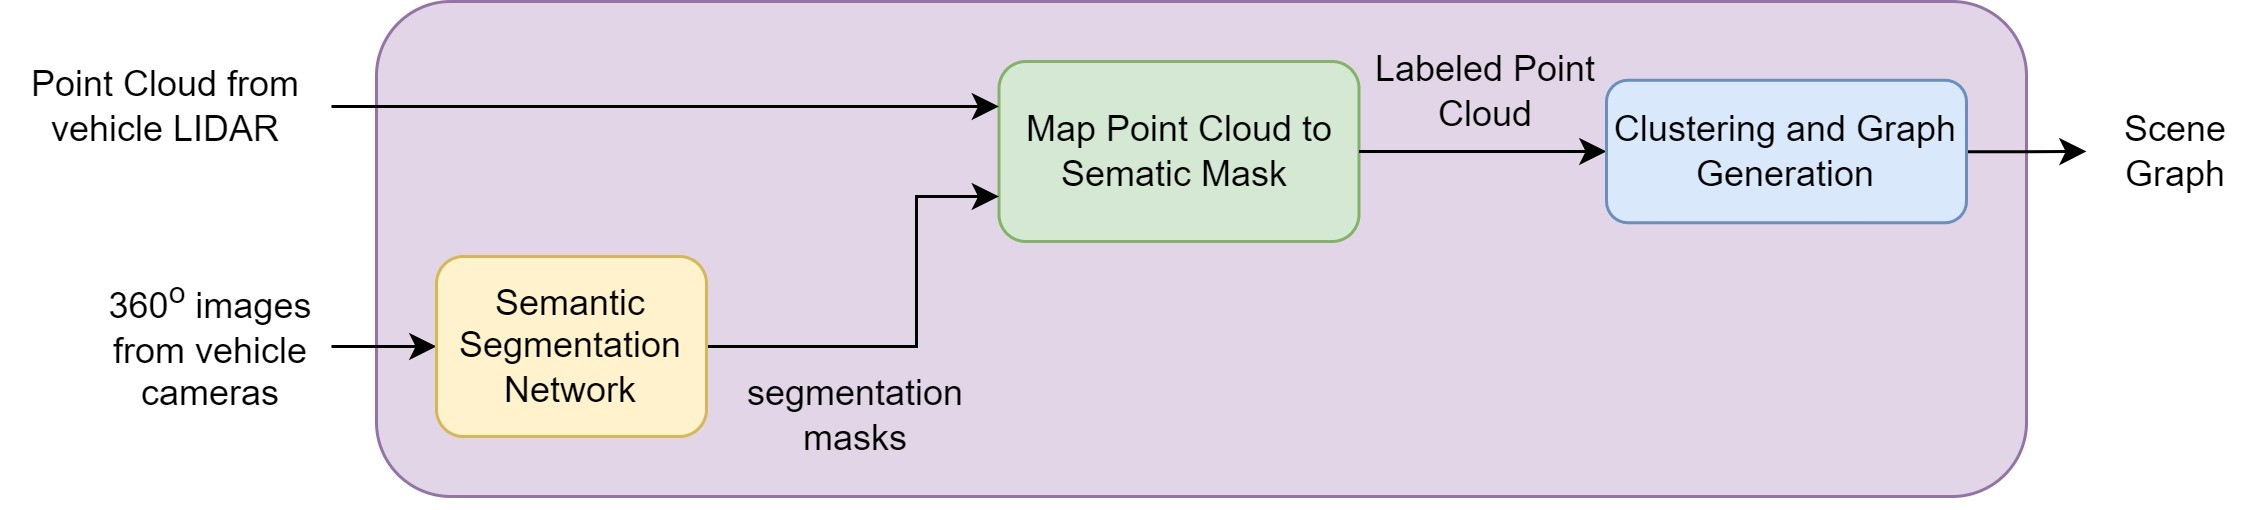 Point Cloud from
vehicle LIDAR
360º images
from vehicle
cameras
Semantic
Segmentation
Network
segmentation
masks
Map Point Cloud to
Sematic Mask
Labeled Point
Cloud
Clustering and Graph
Generation
Scene
Graph